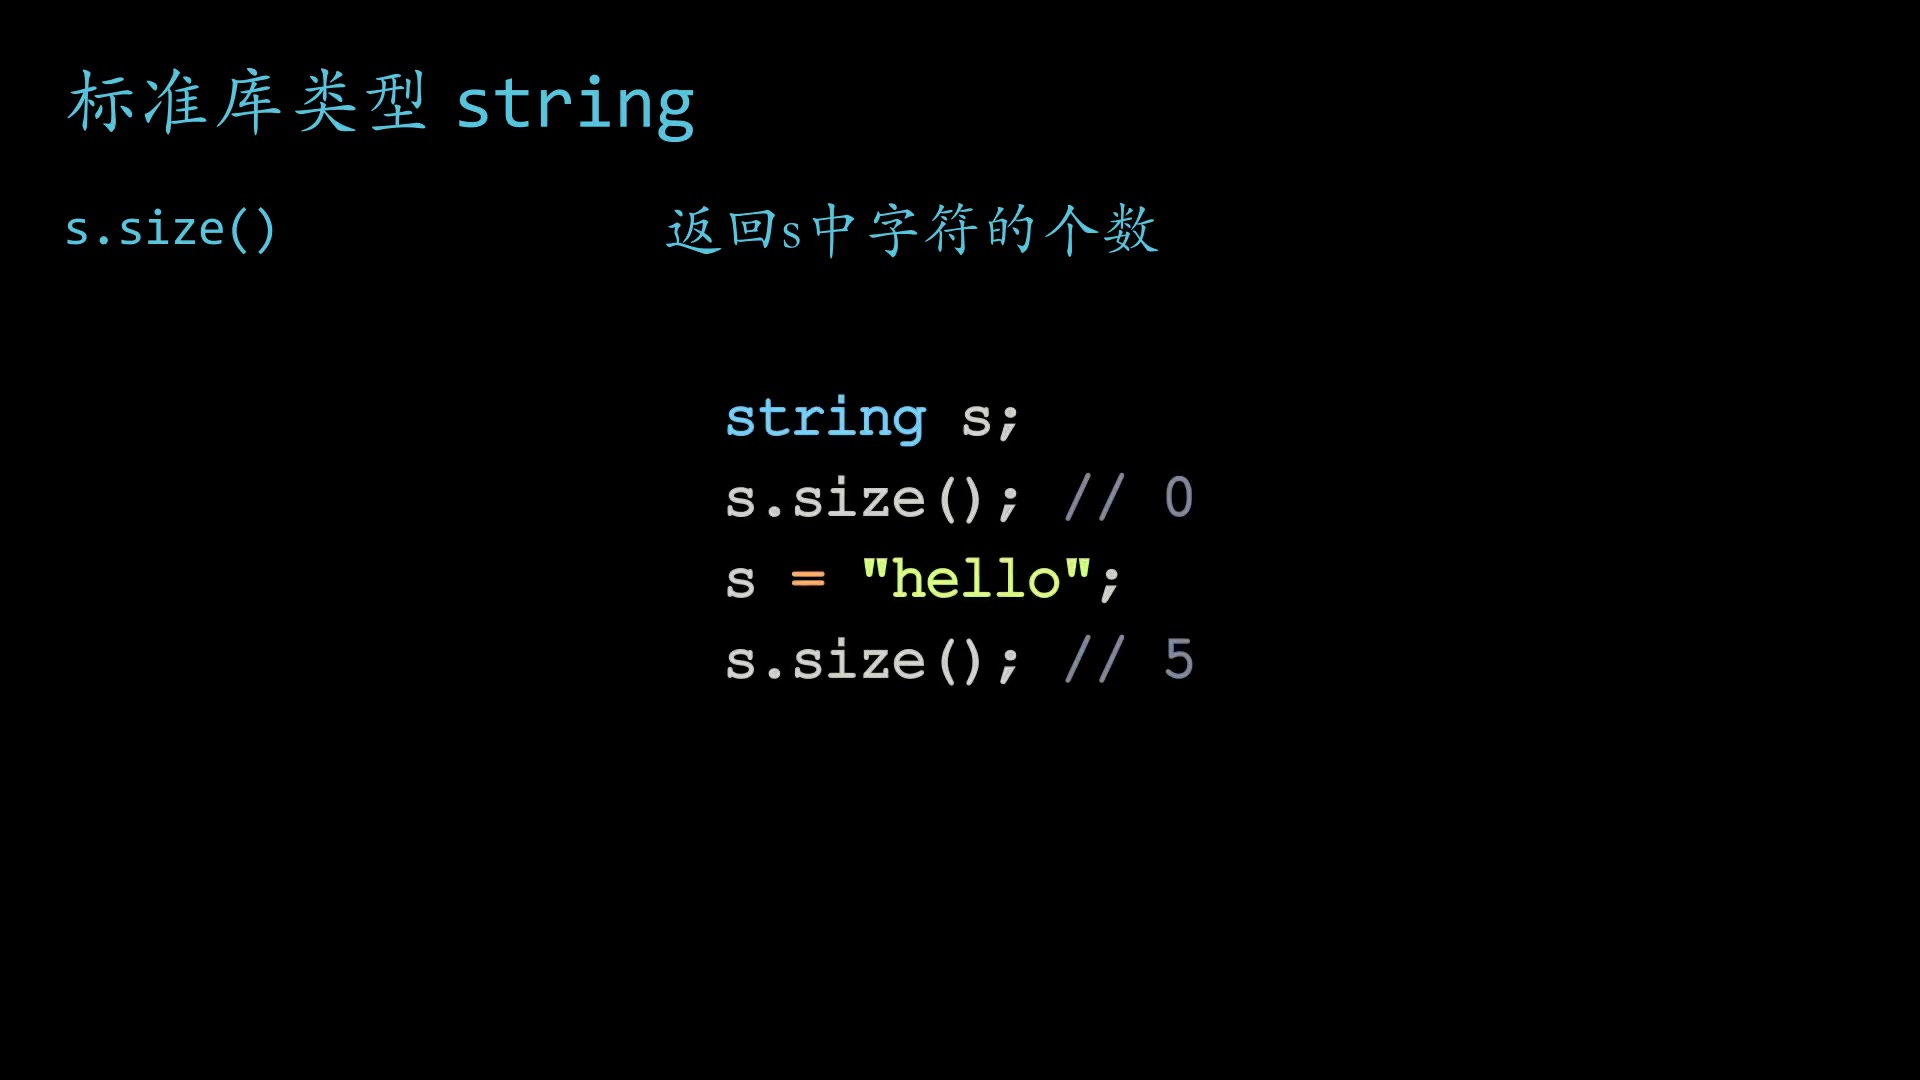 标准库类型 string
s.size() 返回s中字符的个数
string s;
s.size(); // 0
s = "hello";
s.size(); // 5